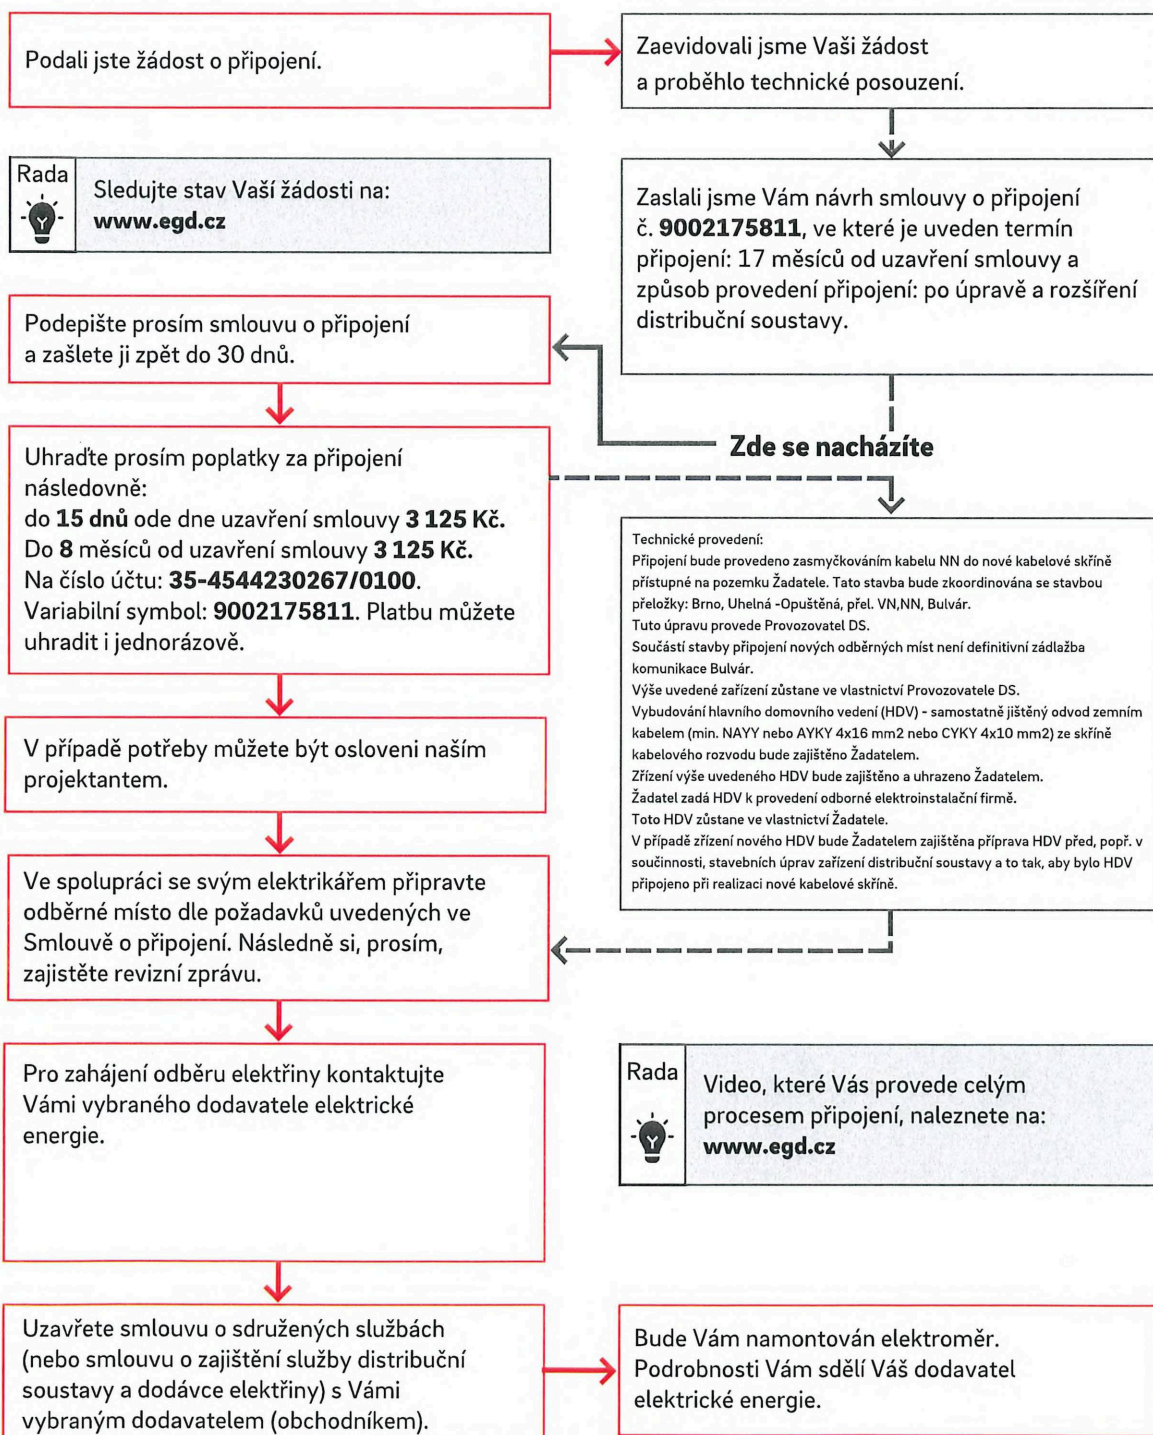 Podali jste žádost o připojení.
Zaevidovali jsme Vaši žádost
a proběhlo technické posouzení.
Rada
Sledujte stav Vaší žádosti na:
www.egd.cz
Zaslali jsme Vám návrh smlouvy o připojení
č. 9002175811, ve které je uveden termín
připojení: 17 měsíců od uzavření smlouvy a
způsob provedení připojení: po úpravě a rozšíření
distribuční soustavy.
Podepište prosím smlouvu o připojení
a zašlete ji zpět do 30 dnů.
Zde se nacházíte
Uhraďte prosím poplatky za připojení
následovně:
do 15 dnů ode dne uzavření smlouvy 3 125 Kč.
Do 8 měsíců od uzavření smlouvy 3 125 Kč.
Na číslo účtu: 35-4544230267/0100.
Variabilní symbol: 9002175811. Platbu můžete
uhradit i jednorázově.
Technické provedení:
Připojení bude provedeno zasmyčkováním kabelu NN do nové kabelové skříně
přístupné na pozemku Žadatele. Tato stavba bude zkoordinována se stavbou
přeložky: Brno, Uhelná -Opuštěná, přel. VN,NN, Bulvár.
Tuto úpravu provede Provozovatel DS.
Součástí stavby připojení nových odběrných míst není definitivní zádlažba
komunikace Bulvár.
Výše uvedené zařízení zůstane ve vlastnictví Provozovatele DS.
Vybudování hlavního domovního vedení (HDV) - samostatně jištěný odvod zemním
kabelem (min. NAYY nebo AYKY 4x16 mm2 nebo CYKY 4x10 mm2) ze skříně
kabelového rozvodu bude zajištěno Žadatelem.
Zřízení výše uvedeného HDV bude zajištěno a uhrazeno Žadatelem.
Žadatel zadá HDV k provedení odborné elektroinstalační firmě.
Toto HDV zůstane ve vlastnictví Žadatele.
V případě zřízení nového HDV bude Žadatelem zajištěna příprava HDV před, popř. v
součinnosti, stavebních úprav zařízení distribuční soustavy a to tak, aby bylo HDV
připojeno při realizaci nové kabelové skříně.
V případě potřeby můžete být osloveni naším
projektantem.
Ve spolupráci se svým elektrikářem připravte
odběrné místo dle požadavků uvedených ve
Smlouvě o připojení. Následně si, prosím,
zajistěte revizní zprávu.
Pro zahájení odběru elektřiny kontaktujte
Vámi vybraného dodavatele elektrické
energie.
Rada
Video, které Vás provede celým
procesem připojení, naleznete na:
www.egd.cz
Uzavřete smlouvu o sdružených službách
(nebo smlouvu o zajištění služby distribuční
soustavy a dodávce elektřiny) s Vámi
vybraným dodavatelem (obchodníkem).
Bude Vám namontován elektroměr.
Podrobnosti Vám sdělí Váš dodavatel
elektrické energie.